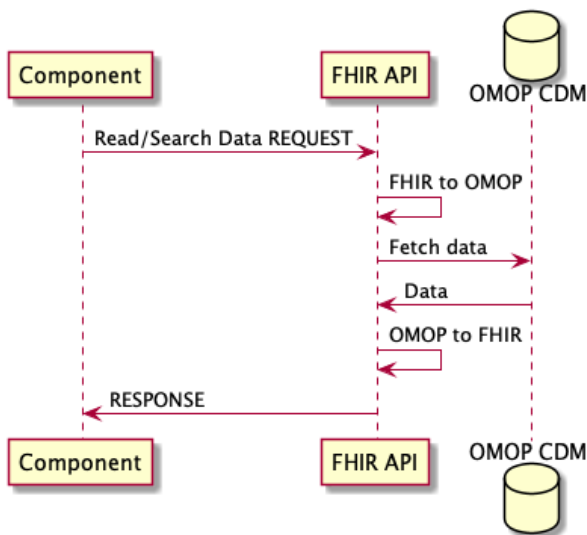 Component
FHIR API
OMOP CDM
Read/Search Data REQUEST
FHIR to OMOP
Fetch data
Data
OMOP to FHIR
RESPONSE
Component
FHIR API
OMOP CDM